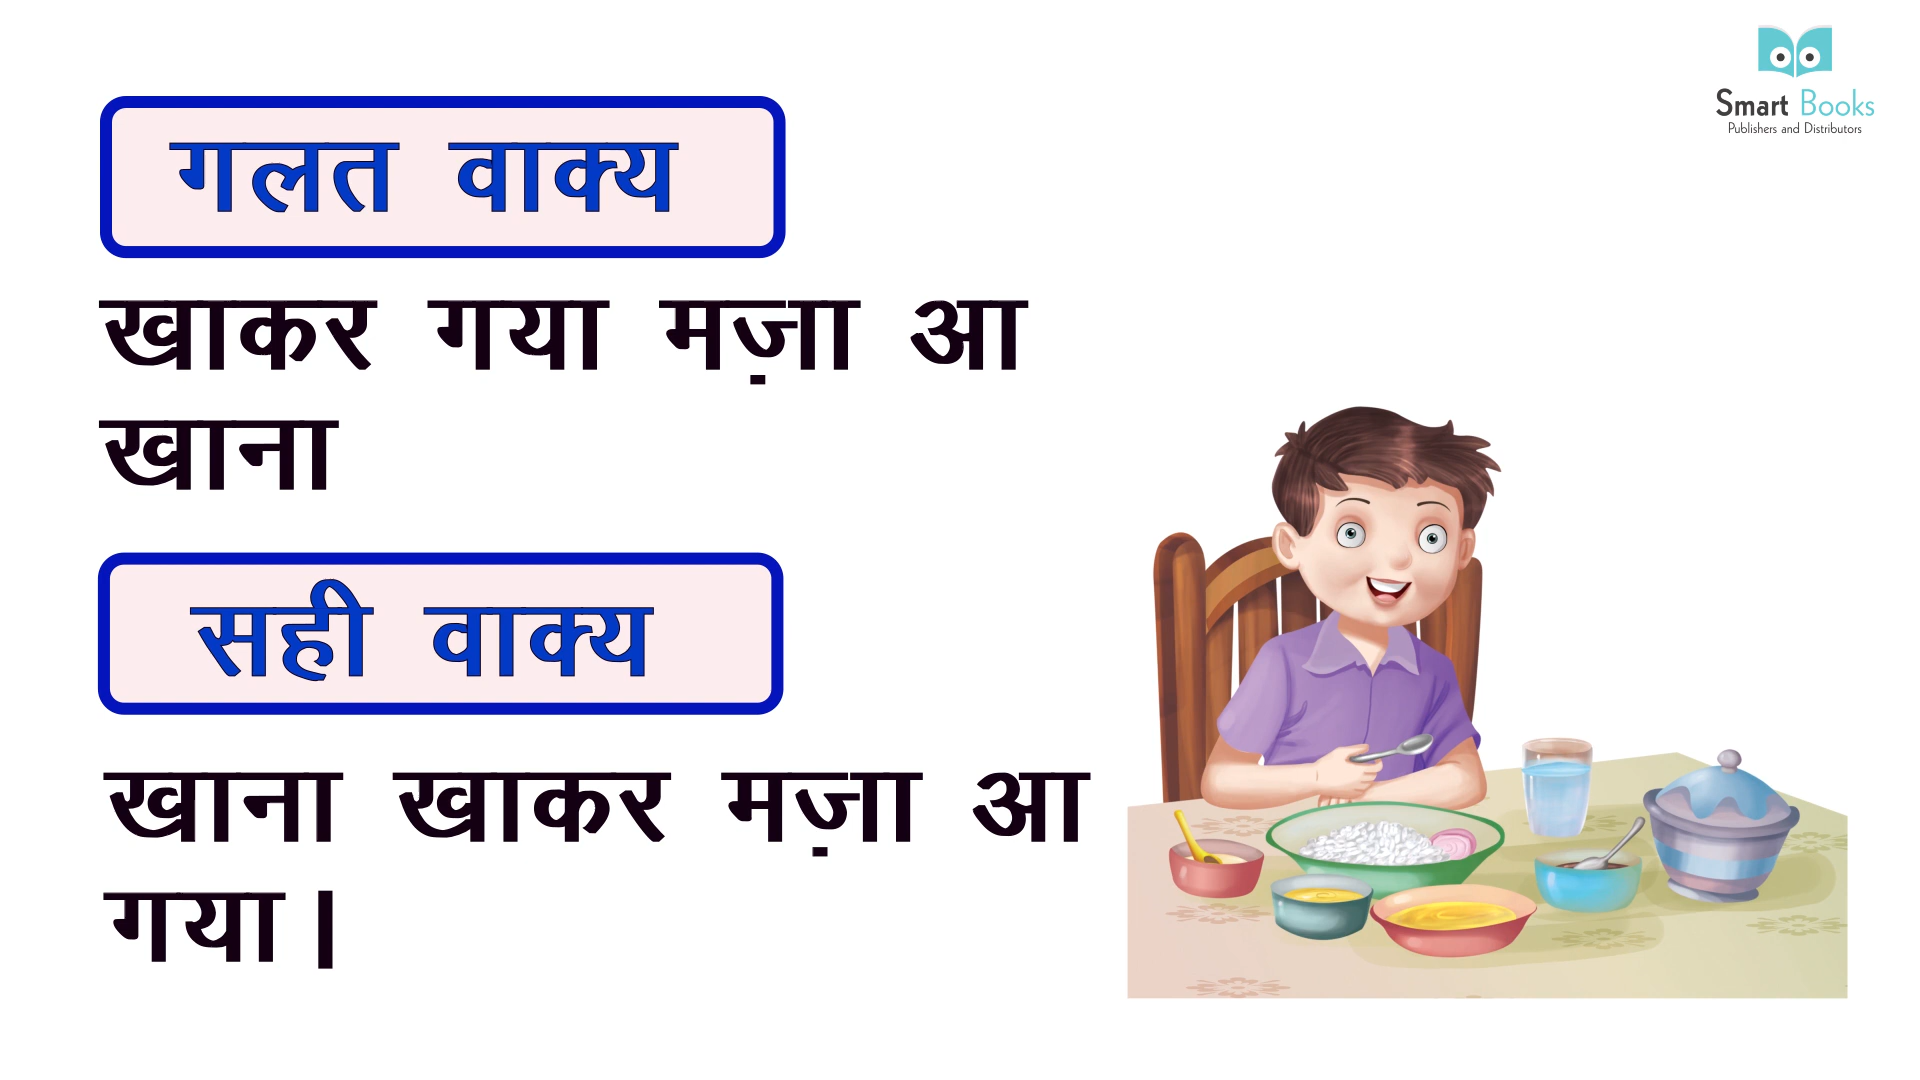 Smart Books
Publishers and Distributors
गलत वाक्य
खाकर गया मज़ा आ
खाना
सही वाक्य
खाना खाकर मज़ा आ
गया।